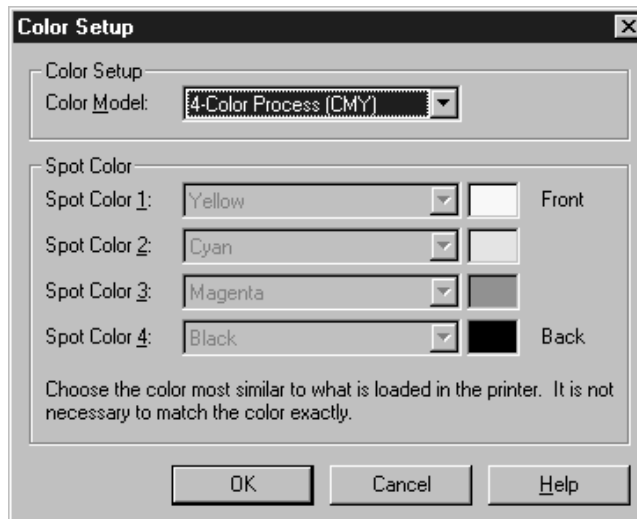 Color Setup
Color Setup
Color Model: 4-Color Process (CMY)
Spot Color
Spot Color 1: Yellow Front
Spot Color 2: Cyan
Spot Color 3: Magenta
Spot Color 4: Black Back
Choose the color most similar to what is loaded in the printer. It is not
necessary to match the color exactly.
OK Cancel Help